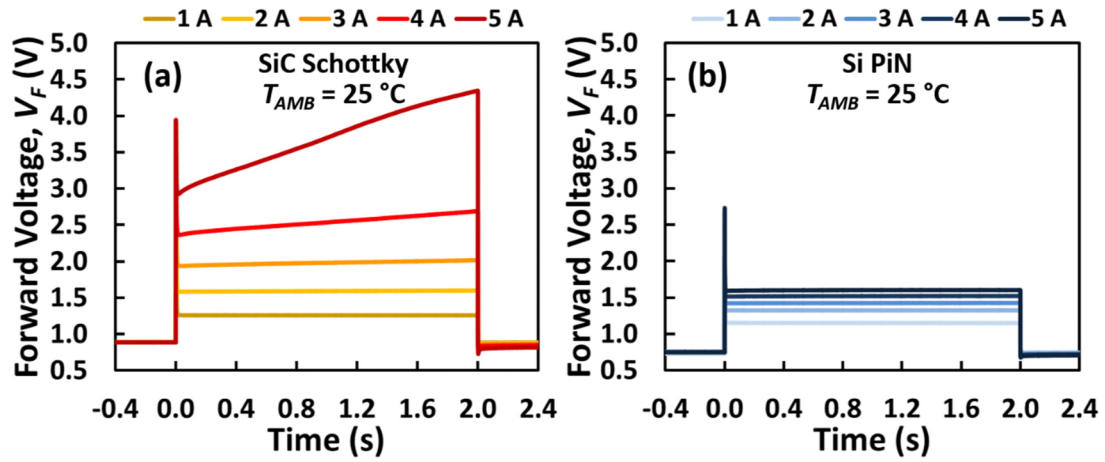 1 A 2 A 3 A 4 A 5 A
(a) SiC Schottky
T_AMB = 25 °C
Forward Voltage, V_F (V)
5.0
4.5
4.0
3.5
3.0
2.5
2.0
1.5
1.0
0.5
-0.4 0.0 0.4 0.8 1.2 1.6 2.0 2.4
Time (s)
1 A 2 A 3 A 4 A 5 A
(b) Si PiN
T_AMB = 25 °C
Forward Voltage, V_F (V)
5.0
4.5
4.0
3.5
3.0
2.5
2.0
1.5
1.0
0.5
-0.4 0.0 0.4 0.8 1.2 1.6 2.0 2.4
Time (s)